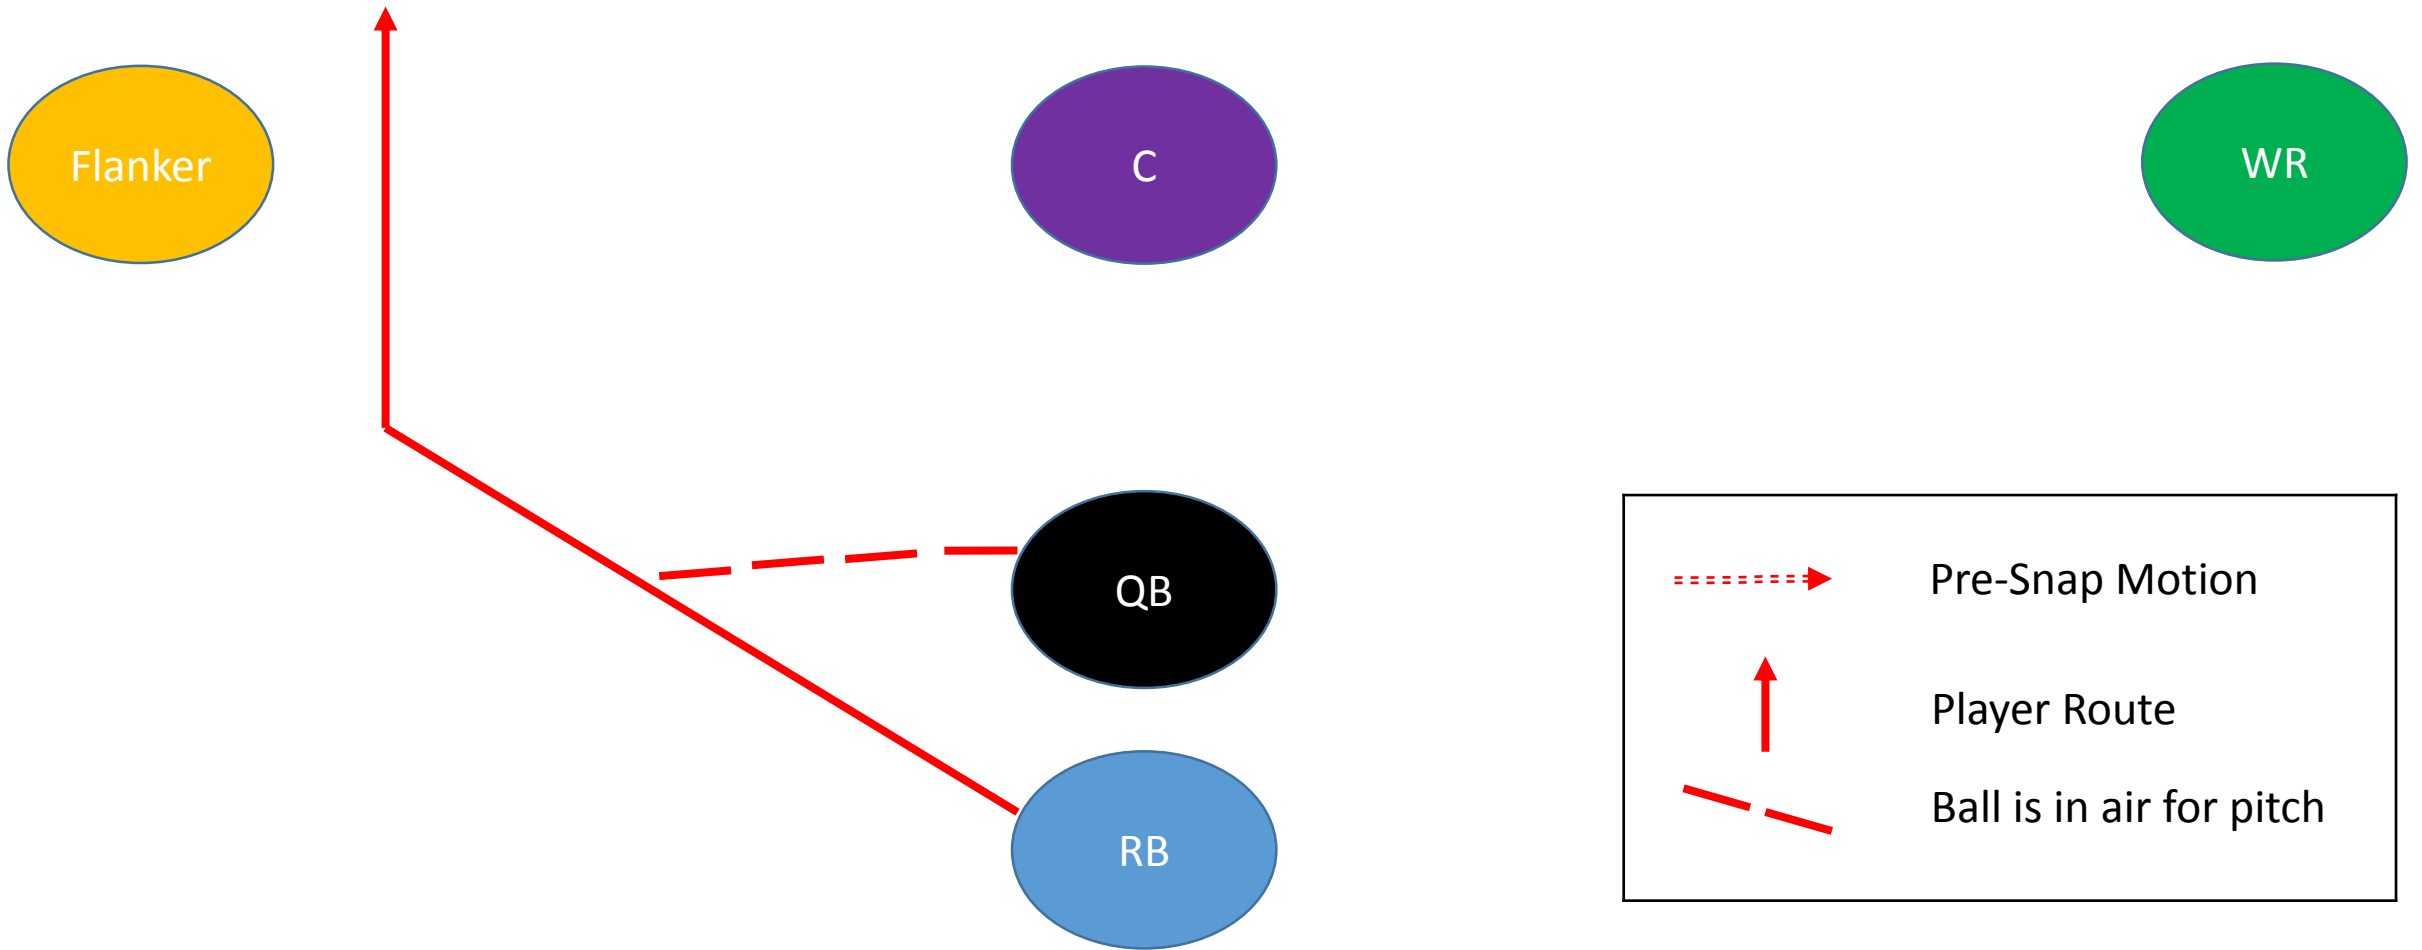 Flanker
C
WR
QB
RB
Pre-Snap Motion
Player Route
Ball is in air for pitch